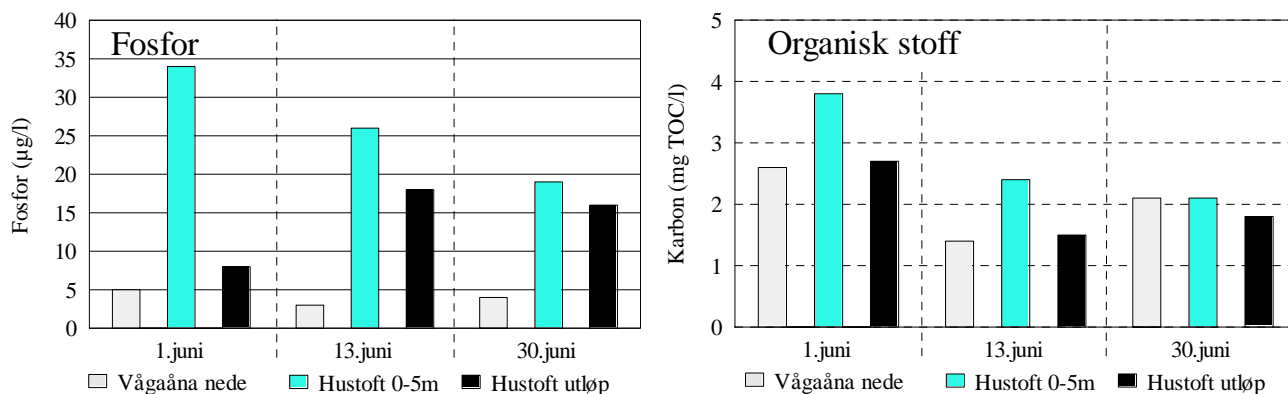 Fosfor
Fosfor (µg/l)
40
35
30
25
20
15
10
5
0
1.juni 13.juni 30.juni
Vågaåna nede Hustoft 0-5m Hustoft utløp
Organisk stoff
Karbon (mg TOC/l)
5
4
3
2
1
0
1.juni 13.juni 30.juni
Vågaåna nede Hustoft 0-5m Hustoft utløp